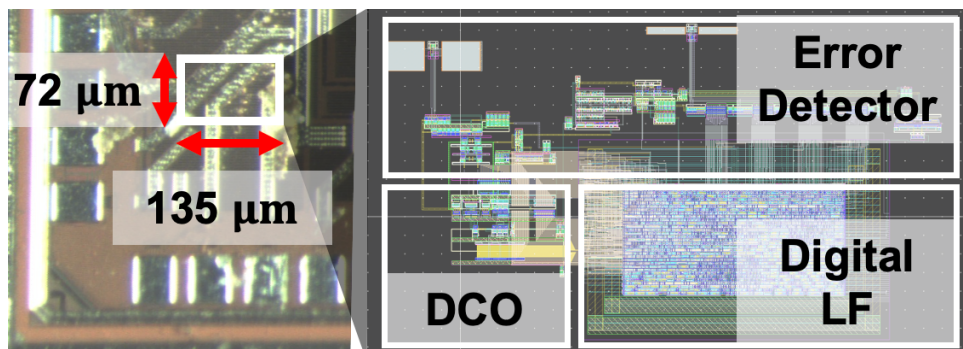 72 μm
135 μm
Error
Detector
DCO
Digital
LF